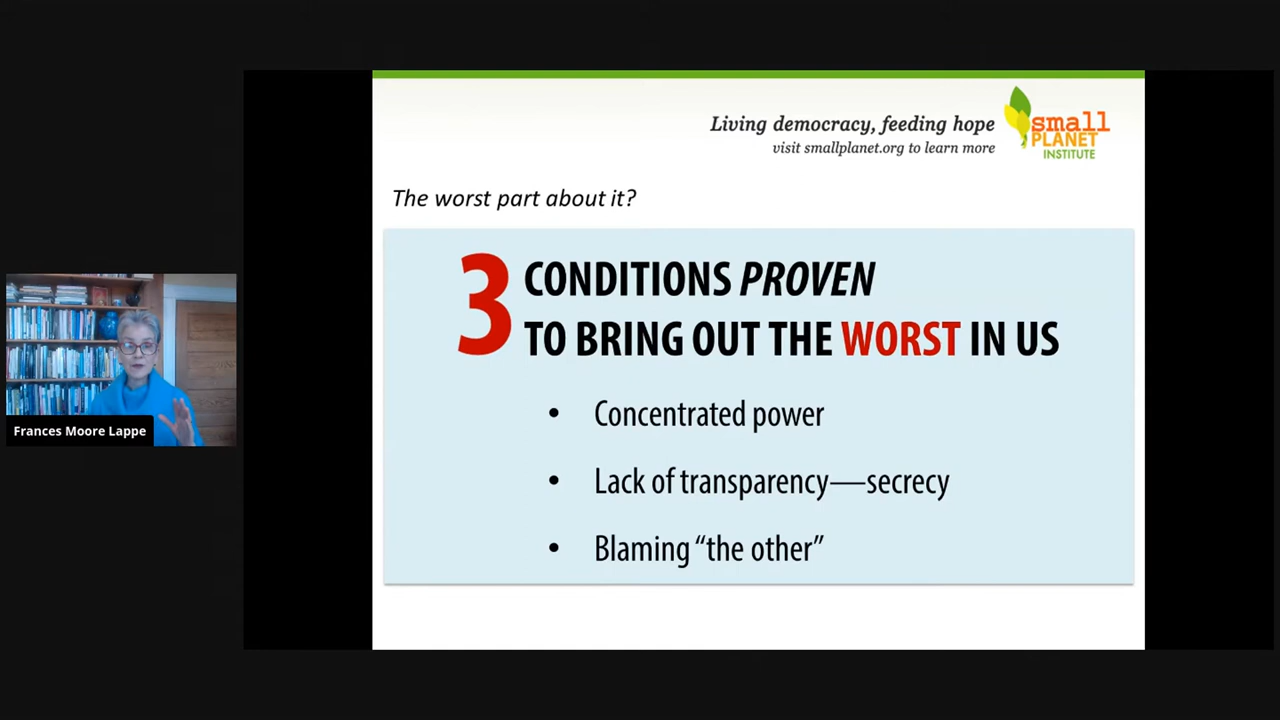 Living democracy, feeding hope
visit smallplanet.org to learn more
small
PLANET
INSTITUTE
The worst part about it?
3 CONDITIONS PROVEN
TO BRING OUT THE WORST IN US
• Concentrated power
• Lack of transparency—secrecy
• Blaming “the other”
Frances Moore Lappe